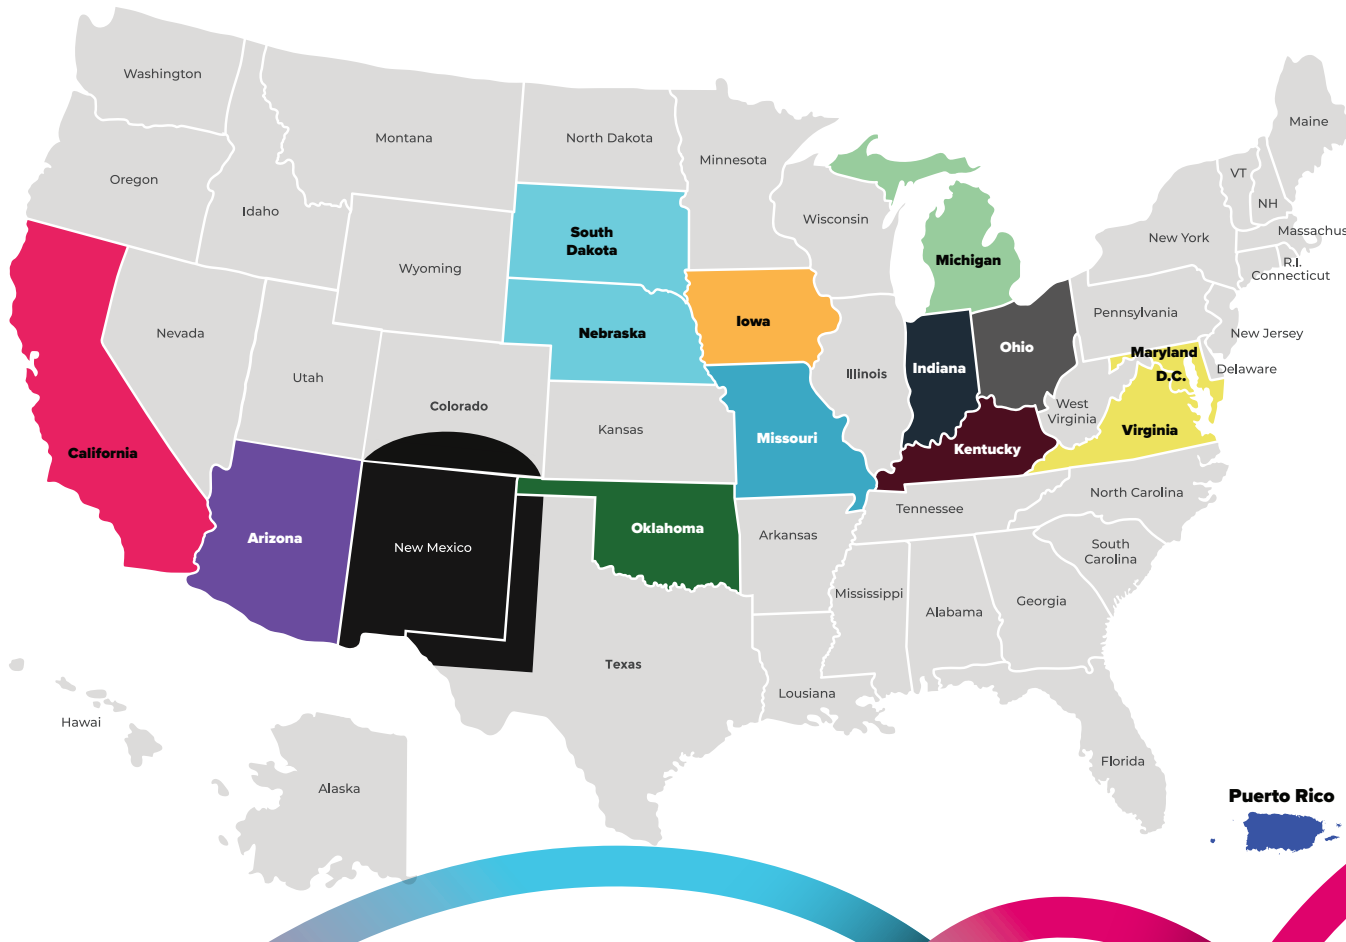 Washington
Montana
North Dakota
Minnesota
Maine
Oregon
Idaho
Wisconsin
VT
NH
New York
Massachus
South
Dakota
Michigan
R.I.
Connecticut
Wyoming
Nevada
Nebraska
Iowa
Pennsylvania
New Jersey
Ohio
Maryland
D.C.
Delaware
Utah
Illinois
Indiana
Colorado
West
Virginia
Kansas
Missouri
Virginia
California
Kentucky
North Carolina
Tennessee
Arizona
New Mexico
Oklahoma
Arkansas
South
Carolina
Mississippi
Alabama
Georgia
Texas
Lousiana
Hawai
Alaska
Florida
Puerto Rico